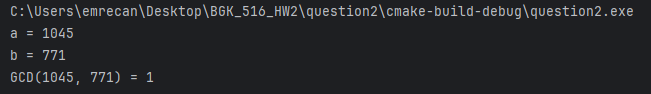 C:\Users\emrecan\Desktop\BGK_516_HW2\question2\cmake-build-debug\question2.exe
a = 1045
b = 771
GCD(1045, 771) = 1